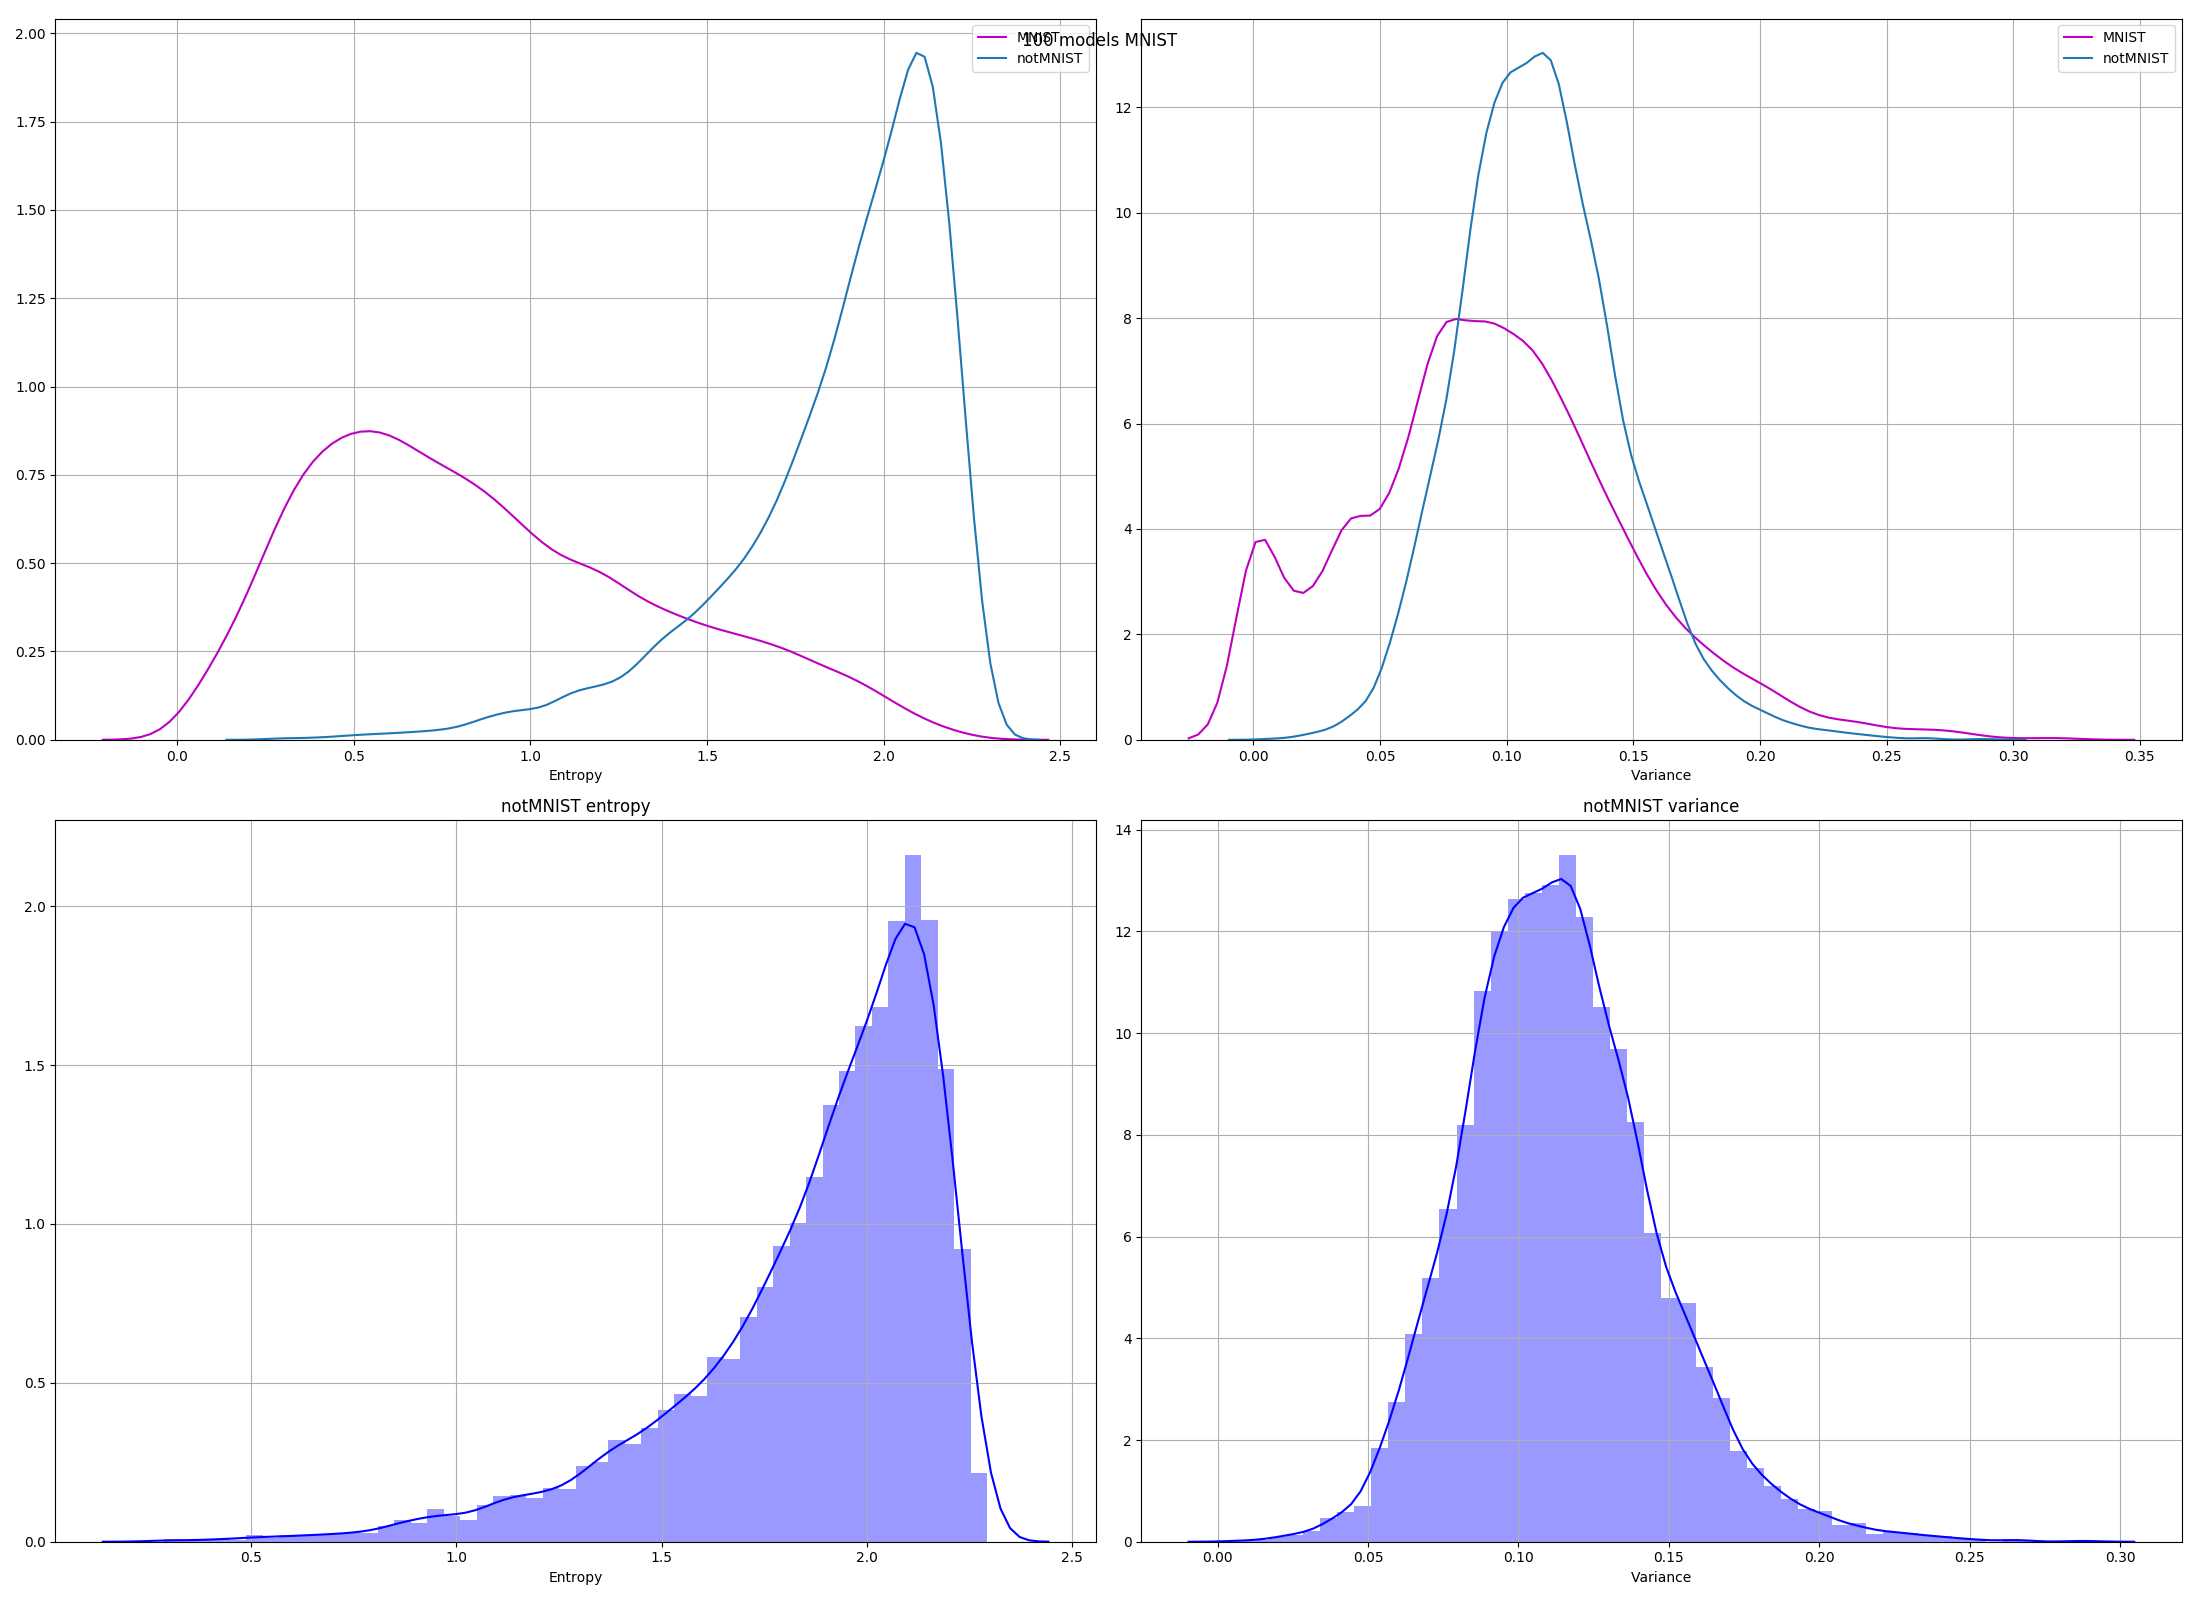 100 models MNIST
MNIST
notMNIST
2.00
1.75
1.50
1.25
1.00
0.75
0.50
0.25
0.00
0.0 0.5 1.0 1.5 2.0 2.5
Entropy
MNIST
notMNIST
12
10
8
6
4
2
0
0.00 0.05 0.10 0.15 0.20 0.25 0.30 0.35
Variance
notMNIST entropy
2.0
1.5
1.0
0.5
0.0
0.5 1.0 1.5 2.0 2.5
Entropy
notMNIST variance
14
12
10
8
6
4
2
0
0.00 0.05 0.10 0.15 0.20 0.25 0.30
Variance